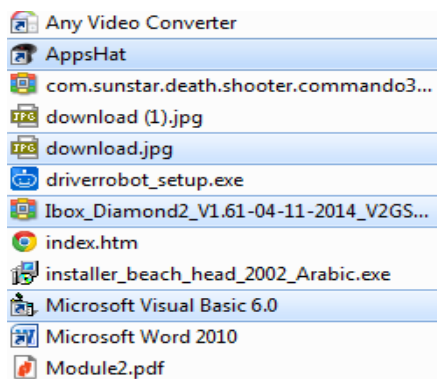 Any Video Converter
AppsHat
com.sunstar.death.shooter.commando3...
download (1).jpg
download.jpg
driverrobot_setup.exe
Ibox_Diamond2_V1.61-04-11-2014_V2GS...
index.htm
installer_beach_head_2002_Arabic.exe
Microsoft Visual Basic 6.0
Microsoft Word 2010
Module2.pdf